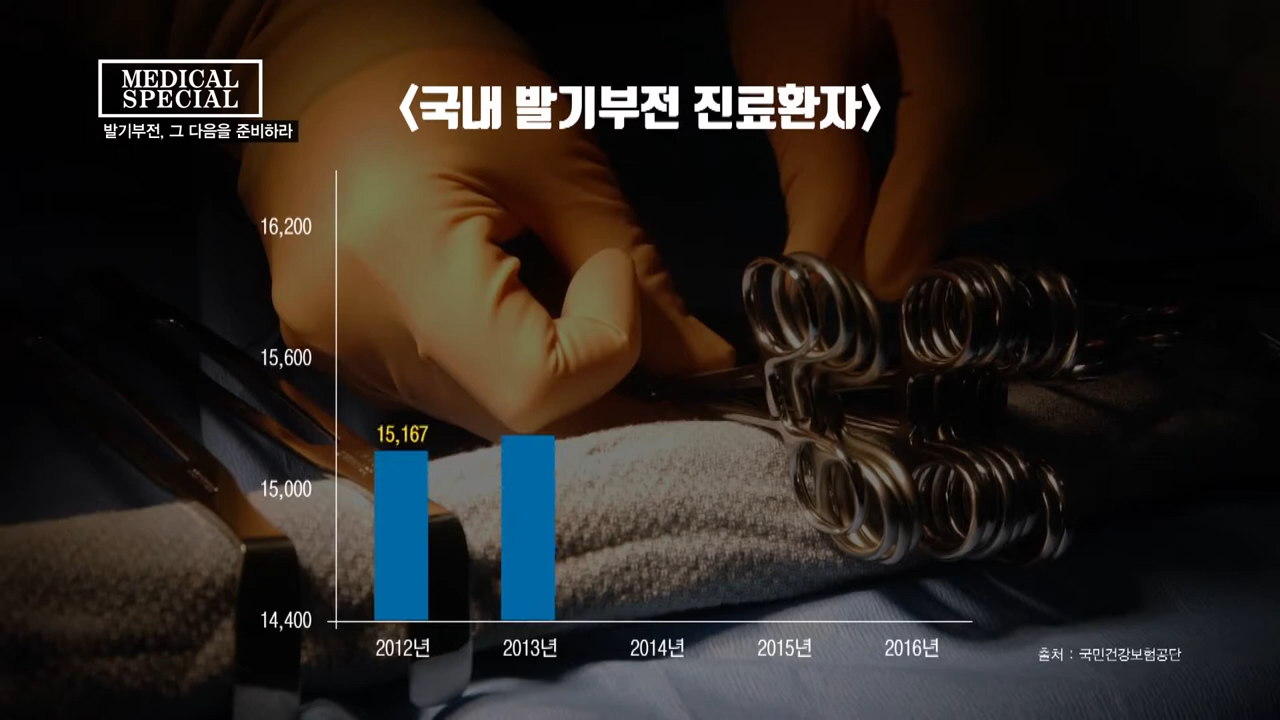 MEDICAL
SPECIAL
발기부전, 그 다음을 준비하라
〈국내 발기부전 진료환자〉
16,200
15,600
15,167
15,000
14,400
2012년 2013년 2014년 2015년 2016년
출처 : 국민건강보험공단